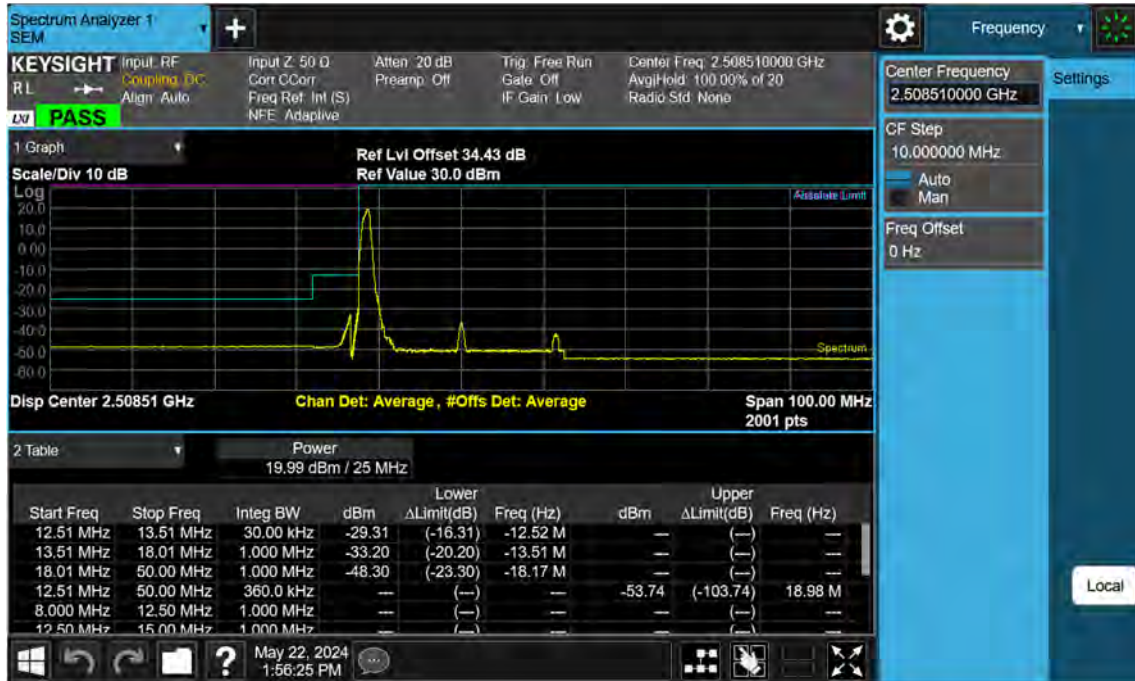 Spectrum Analyzer 1
SEM
+
Frequency
KEYSIGHT Input: RF Input Z: 50 Ω Atten: 20 dB Trig: Free Run Center Freq: 2.508510000 GHz
R L Coupling: DC Corr CCorr Preamp: Off Gate: Off Avg|Hold: 100.00% of 20
Align: Auto Freq Ref: Int (S) IF Gain: Low Radio Std: None
LXI PASS NFE: Adaptive
Center Frequency
2.508510000 GHz
Settings
CF Step
10.000000 MHz
Auto
Man
Freq Offset
0 Hz
1 Graph
Ref Lvl Offset 34.43 dB
Scale/Div 10 dB Ref Value 30.0 dBm
Log
Absolute Limit
20.0
10.0
0.00
-10.0
-20.0
-30.0
-40.0
-50.0
Spectrum
-60.0
Disp Center 2.50851 GHz Chan Det: Average, #Offs Det: Average Span 100.00 MHz
2001 pts
2 Table Power
19.99 dBm / 25 MHz
Lower Upper
Start Freq Stop Freq Integ BW dBm ΔLimit(dB) Freq (Hz) dBm ΔLimit(dB) Freq (Hz)
12.51 MHz 13.51 MHz 30.00 kHz -29.31 (-16.31) -12.52 M — (—) —
13.51 MHz 18.01 MHz 1.000 MHz -33.20 (-20.20) -13.51 M — (—) —
18.01 MHz 50.00 MHz 1.000 MHz -48.30 (-23.30) -18.17 M — (—) —
12.51 MHz 50.00 MHz 360.0 kHz — (—) — -53.74 (-103.74) 18.98 M
8.000 MHz 12.50 MHz 1.000 MHz — (—) — — (—) —
12.50 MHz 15.00 MHz 1.000 MHz — (—) — — (—) —
Local
? May 22, 2024
1:56:25 PM